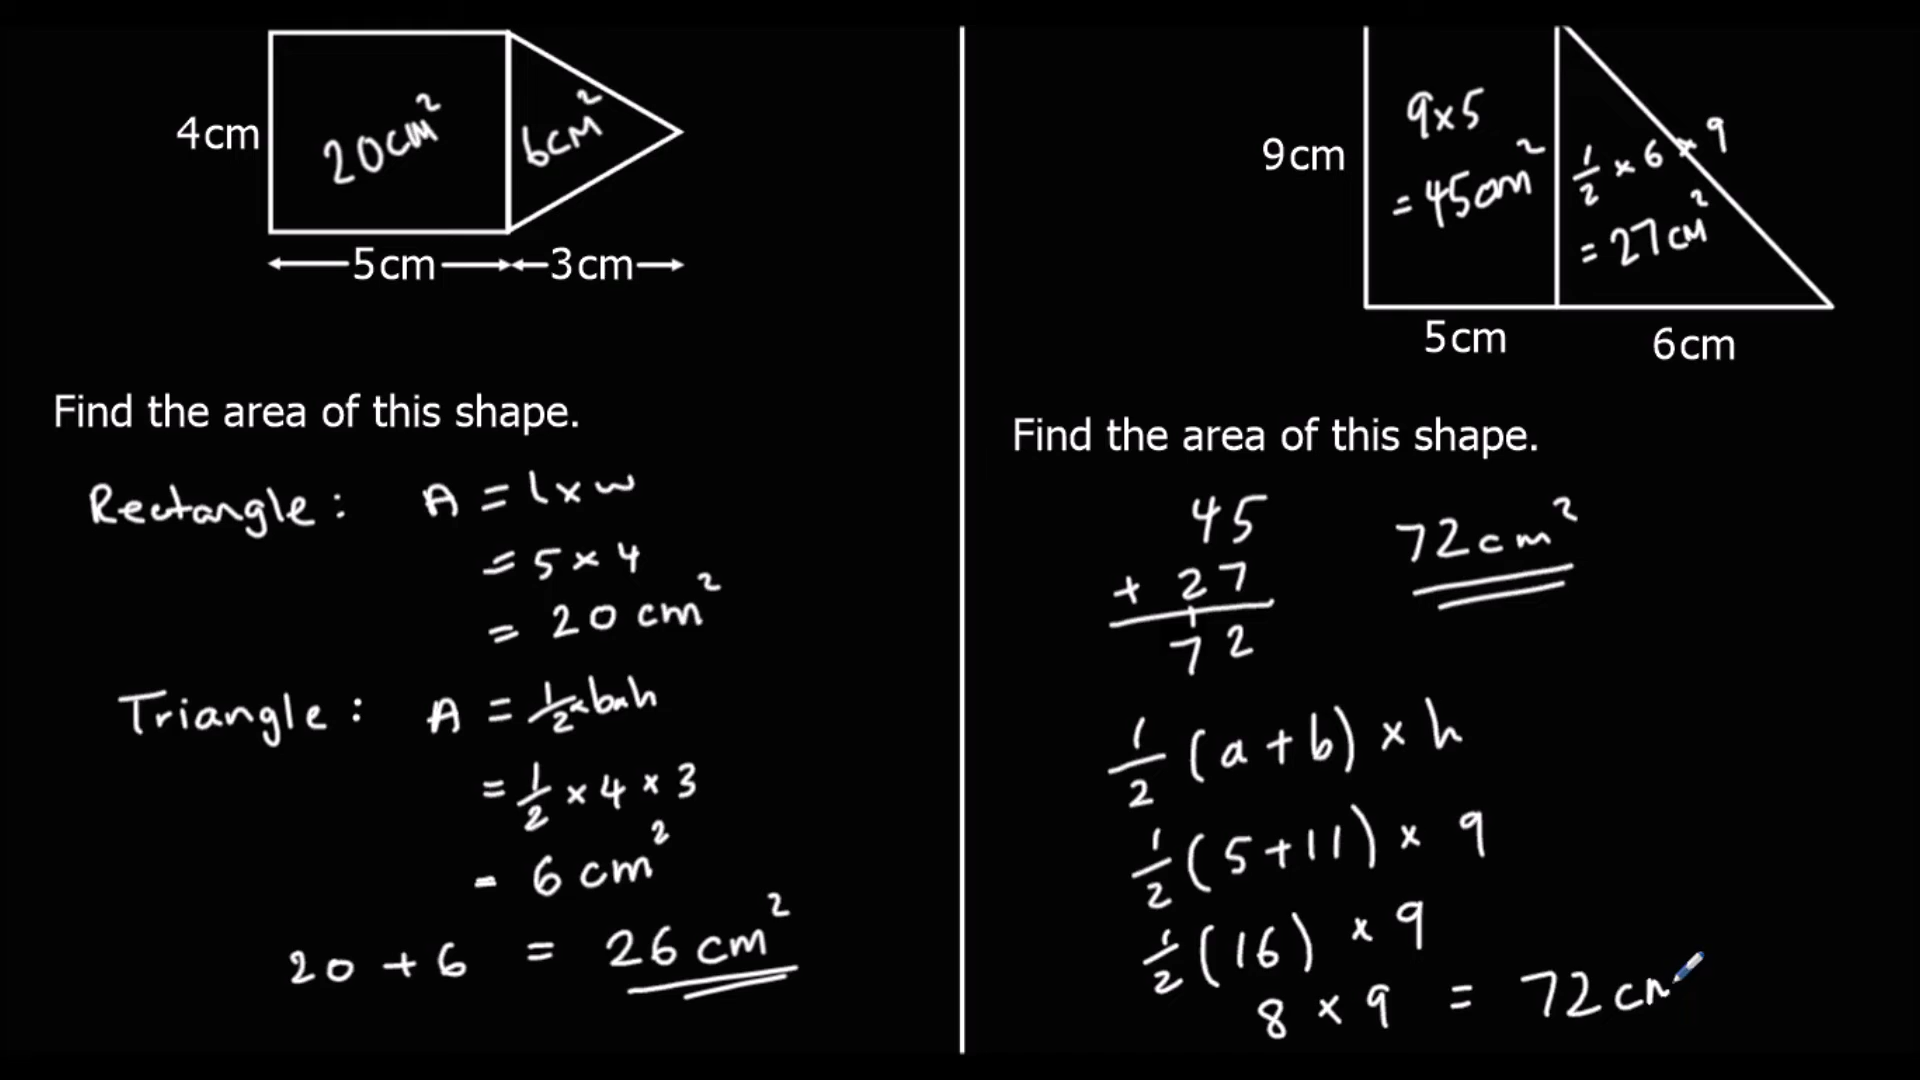 4cm
20cm²
6cm²
5cm
3cm
Find the area of this shape.
Rectangle: A = l x w
= 5 x 4
= 20 cm²
Triangle: A = 1/2 x b x h
= 1/2 x 4 x 3
= 6 cm²
20 + 6 = 26 cm²
9cm
9x5
= 45cm²
1/2 x 6 x 9
= 27cm²
5cm
6cm
Find the area of this shape.
45
+ 27
1
72
72cm²
1/2 (a+b) x h
1/2 (5+11) x 9
1/2 (16) x 9
8 x 9 = 72cm